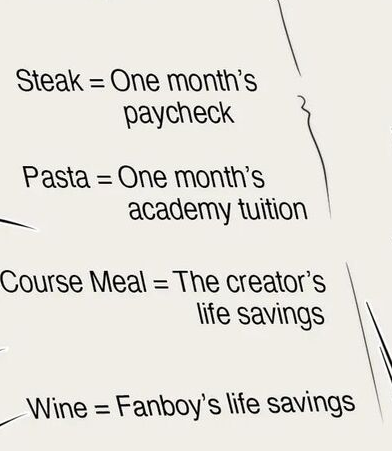 Steak = One month's
paycheck
Pasta = One month's
academy tuition
Course Meal = The creator's
life savings
Wine = Fanboy's life savings